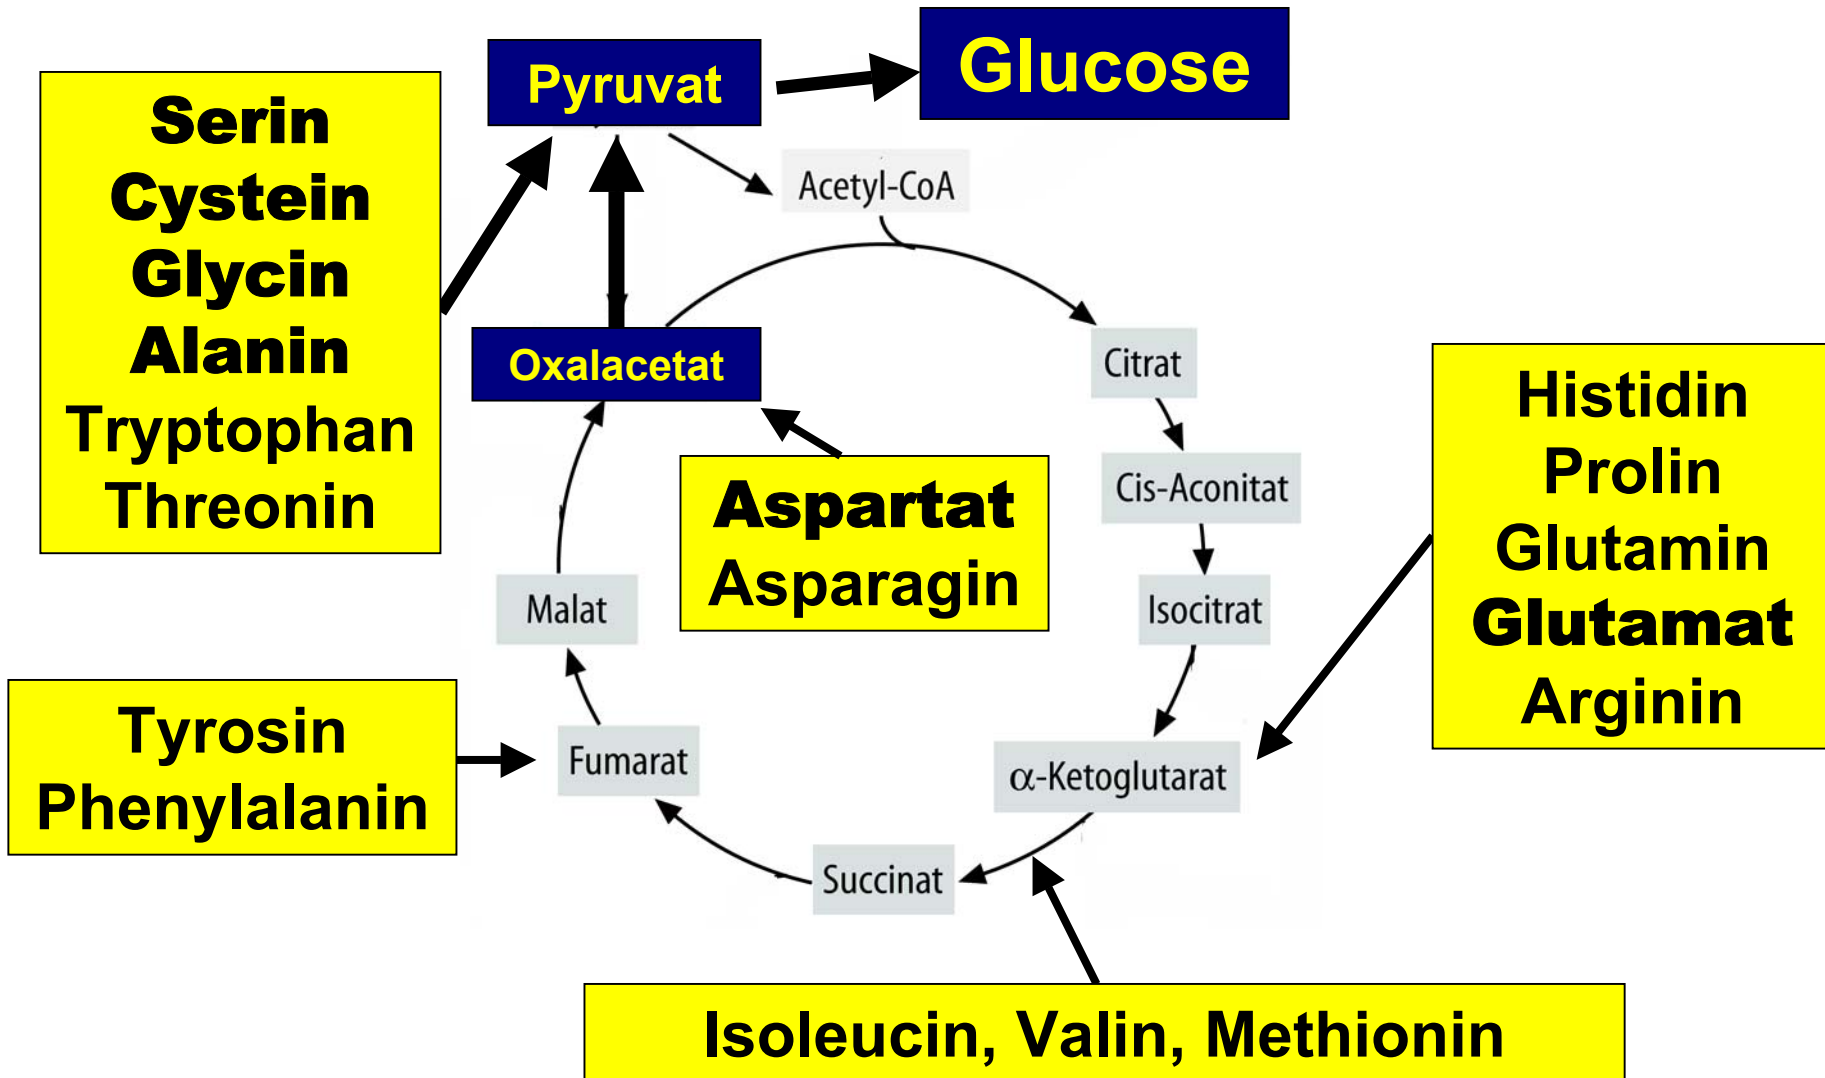 Pyruvat
Glucose
Serin
Cystein
Glycin
Alanin
Tryptophan
Threonin
Acetyl-CoA
Oxalacetat
Citrat
Cis-Aconitat
Isocitrat
α-Ketoglutarat
Succinat
Fumarat
Malat
Aspartat
Asparagin
Histidin
Prolin
Glutamin
Glutamat
Arginin
Tyrosin
Phenylalanin
Isoleucin, Valin, Methionin